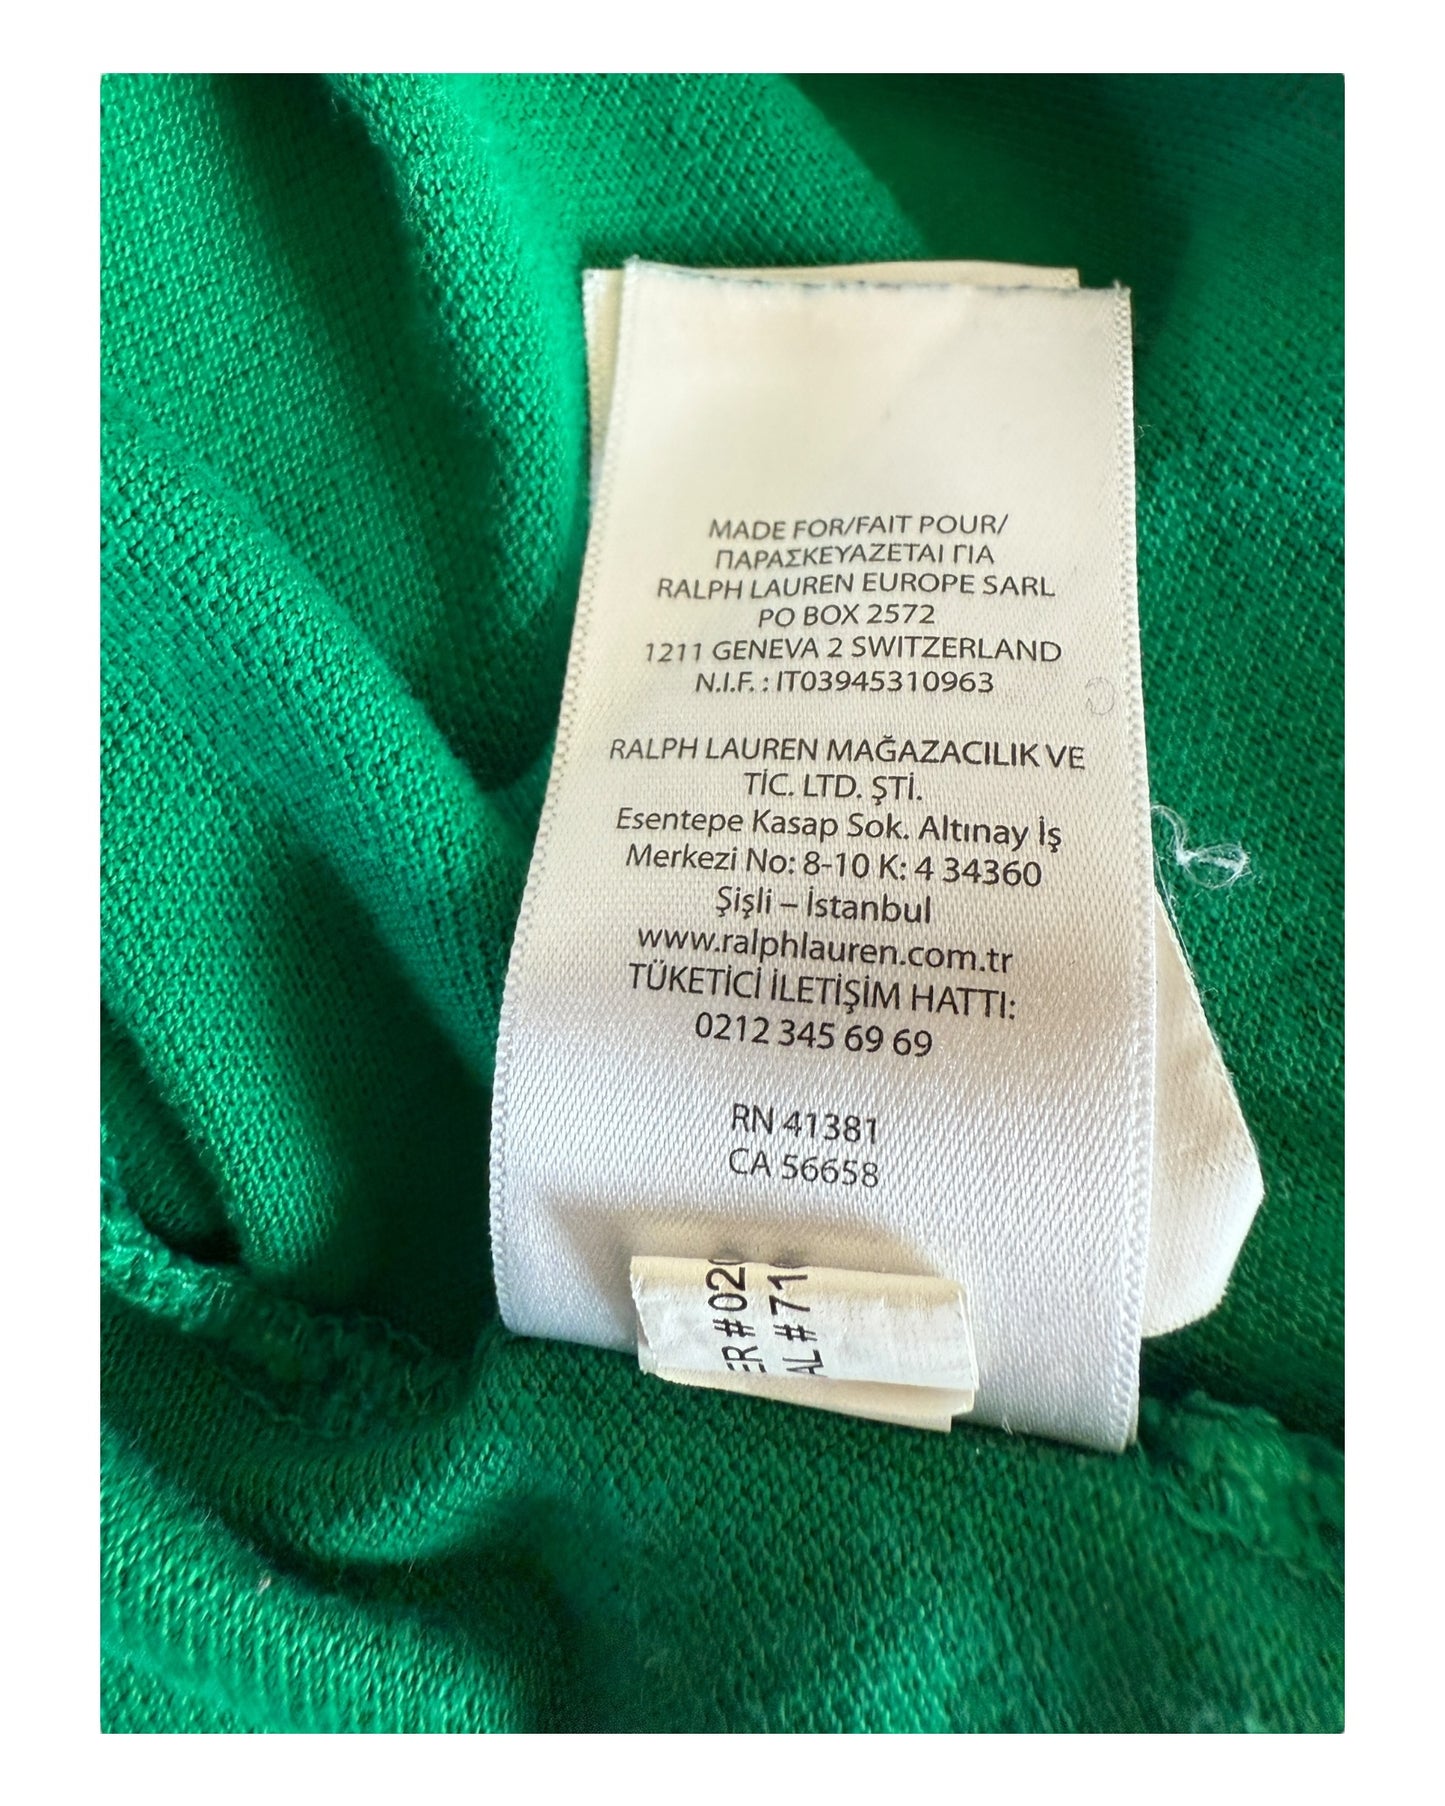 MADE FOR/FAIT POUR/
ΠΑΡΑΣΚΕΥΑΖΕΤΑΙ ΓΙΑ
RALPH LAUREN EUROPE SARL
PO BOX 2572
1211 GENEVA 2 SWITZERLAND
N.I.F. : IT03945310963
RALPH LAUREN MAĞAZACILIK VE
TİC. LTD. ŞTİ.
Esentepe Kasap Sok. Altınay İş
Merkezi No: 8-10 K: 4 34360
Şişli – İstanbul
www.ralphlauren.com.tr
TÜKETİCİ İLETİŞİM HATTI:
0212 345 69 69
RN 41381
CA 56658